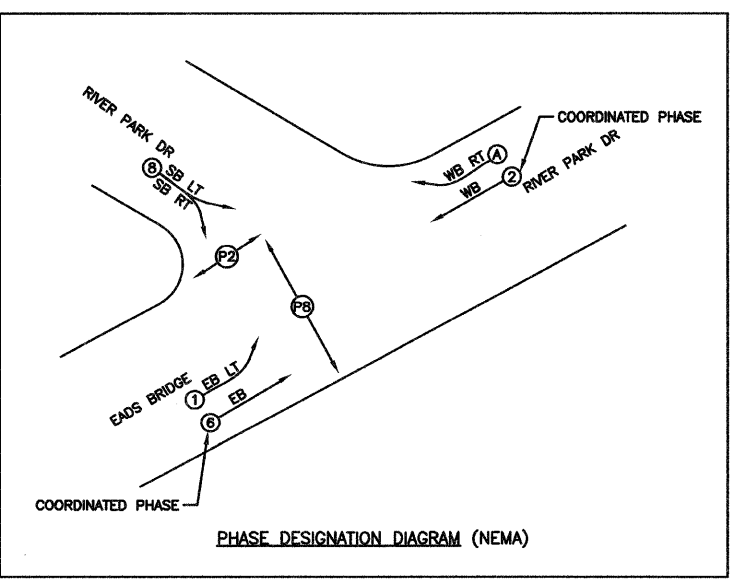 RIVER PARK DR
8
SB LT
SB RT
COORDINATED PHASE
WB RT
A
WB
2
RIVER PARK DR
P2
P8
EADS BRIDGE
1
EB LT
6
EB
COORDINATED PHASE
PHASE DESIGNATION DIAGRAM (NEMA)